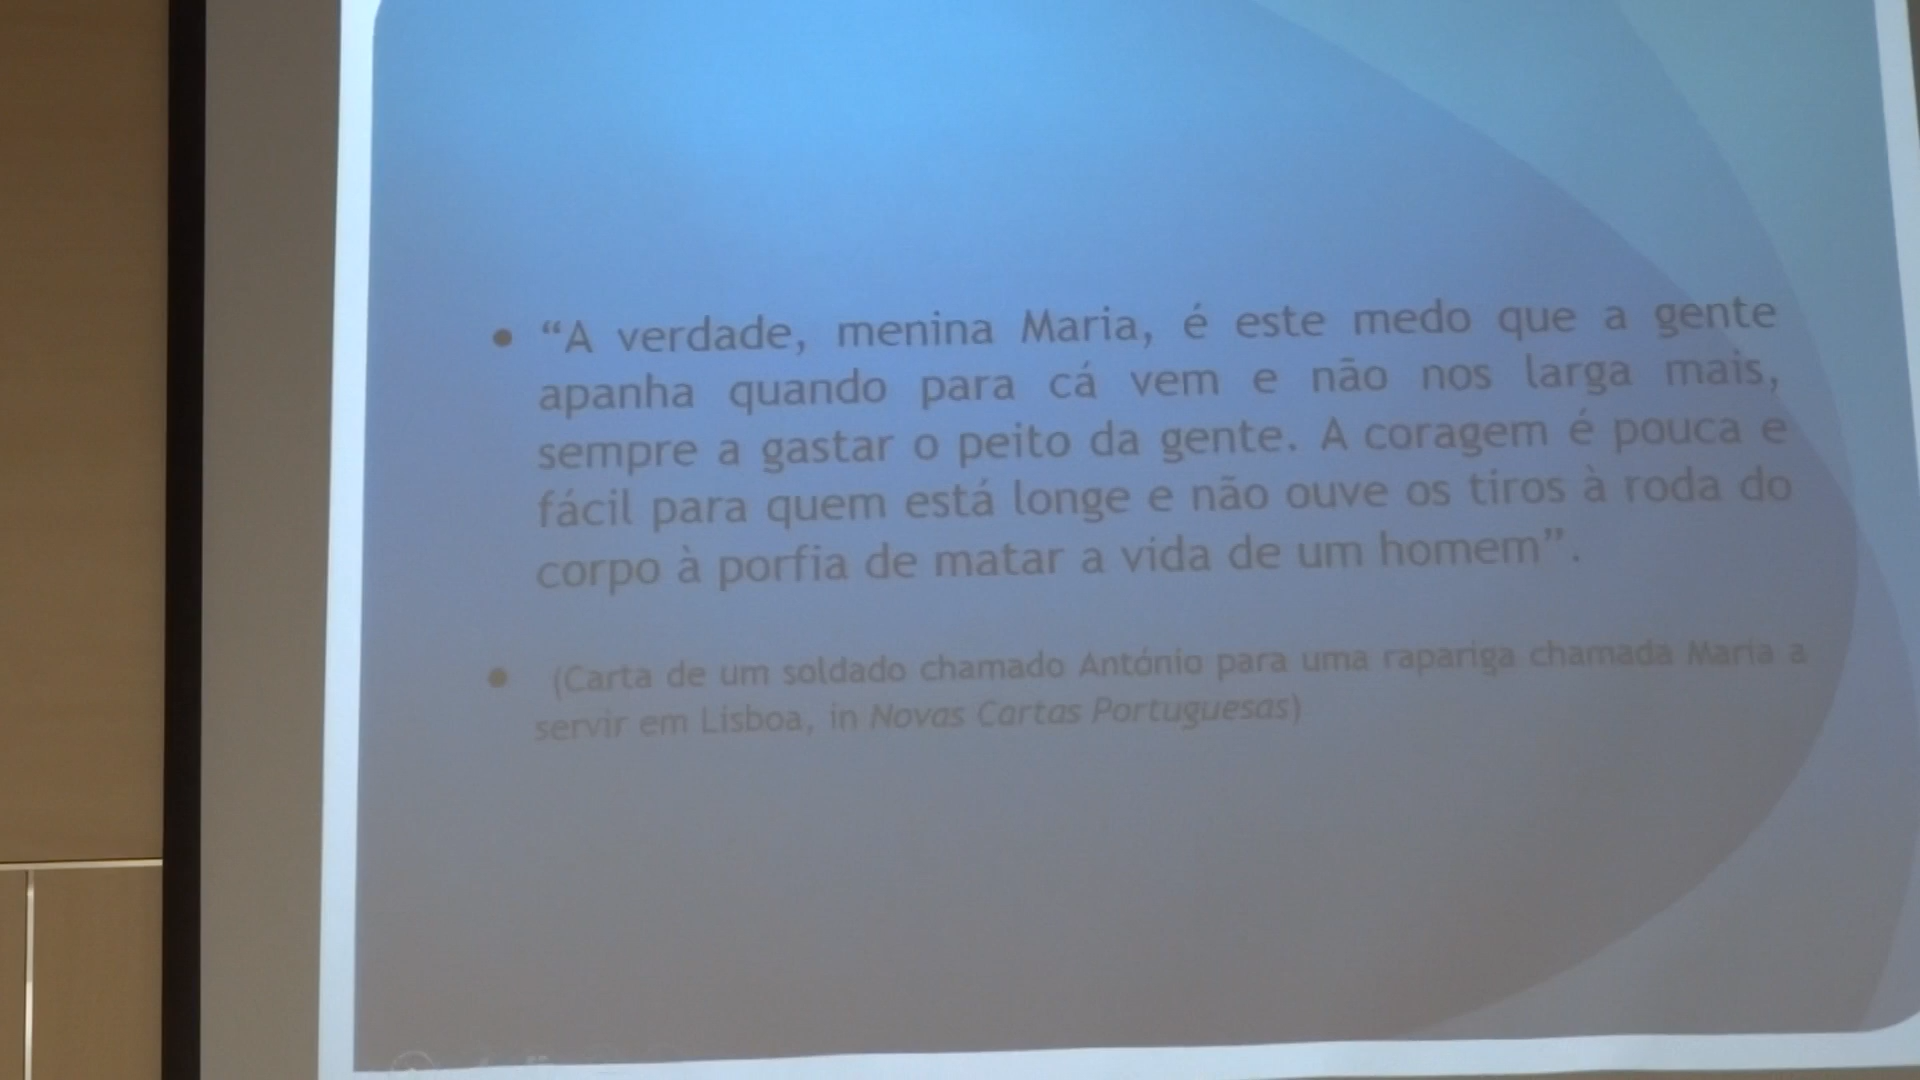 • “A verdade, menina Maria, é este medo que a gente
apanha quando para cá vem e não nos larga mais,
sempre a gastar o peito da gente. A coragem é pouca e
fácil para quem está longe e não ouve os tiros à roda do
corpo à porfia de matar a vida de um homem”.
• (Carta de um soldado chamado António para uma rapariga chamada Maria a
servir em Lisboa, in Novas Cartas Portuguesas)